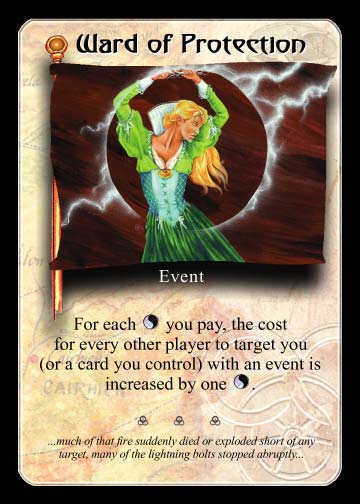 Ward of Protection
Event
For each you pay, the cost
for every other player to target you
(or a card you control) with an event is
increased by one .
...much of that fire suddenly died or exploded short of any
target, many of the lightning bolts stopped abruptly...
CAIRHIEN